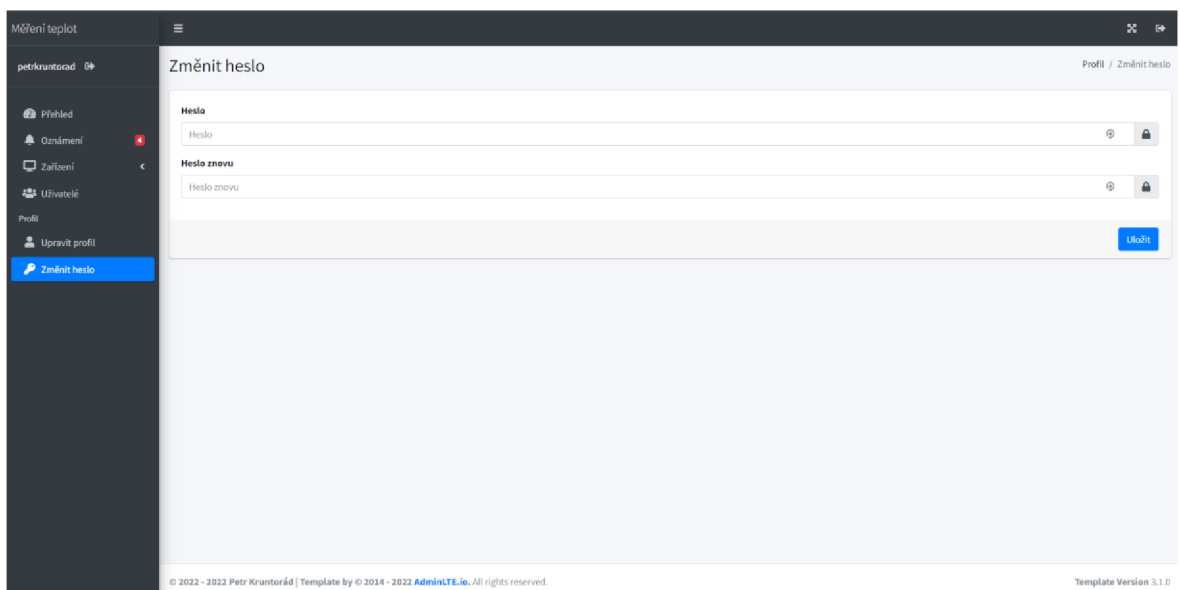 Měření teplot
petrkruntorad
Přehled
Oznámení 4
Zařízení
Uživatelé
Profil
Upravit profil
Změnit heslo
Změnit heslo
Profil / Změnit heslo
Heslo
Heslo
Heslo znovu
Heslo znovu
Uložit
© 2022 - 2022 Petr Kruntorád | Template by © 2014 - 2022 AdminLTE.io. All rights reserved.
Template Version 3.1.0